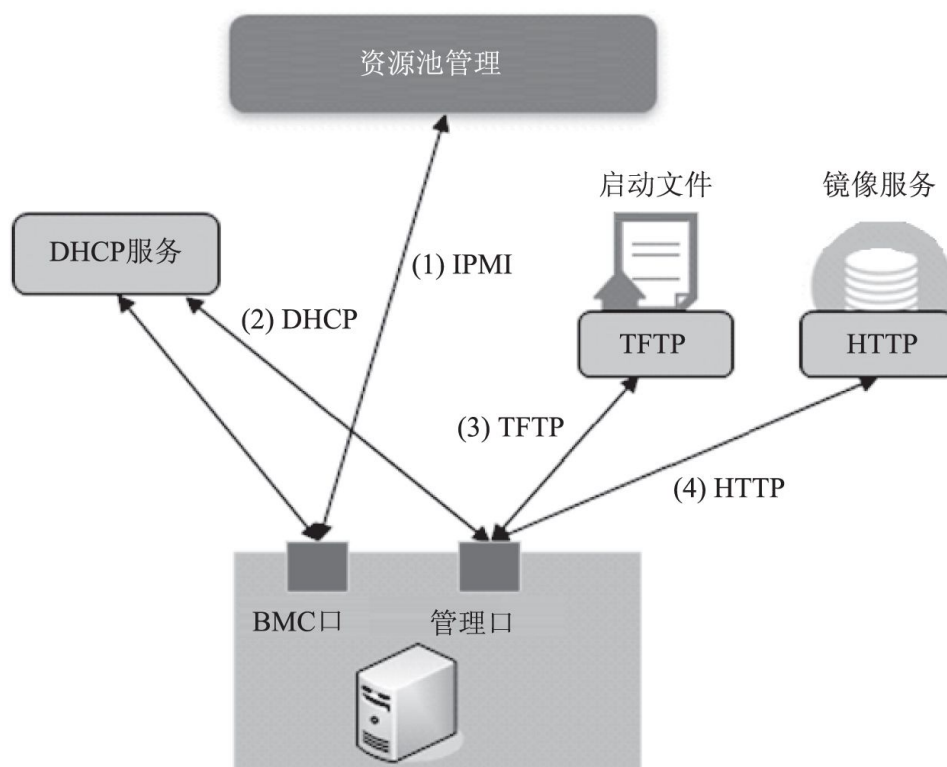 资源池管理
启动文件
镜像服务
DHCP服务
(1) IPMI
(2) DHCP
TFTP
HTTP
(3) TFTP
(4) HTTP
BMC口
管理口